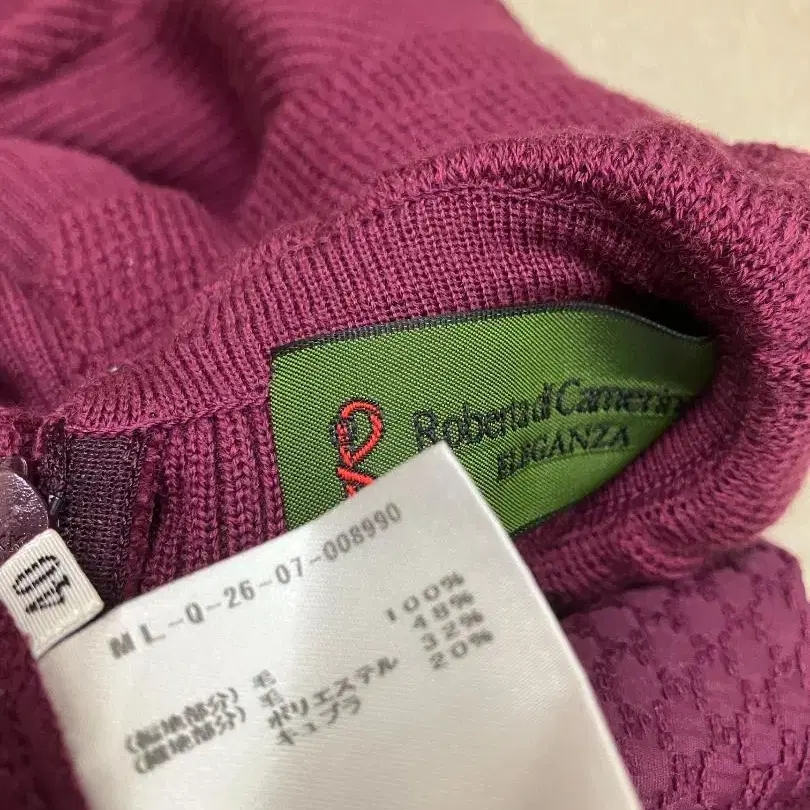 Roberta di Camerin
ELEGANZA
40
ML-Q-26-07-008990
(編地部分) 毛 100%
(織地部分) 毛 48%
ポリエステル 32%
キュプラ 20%